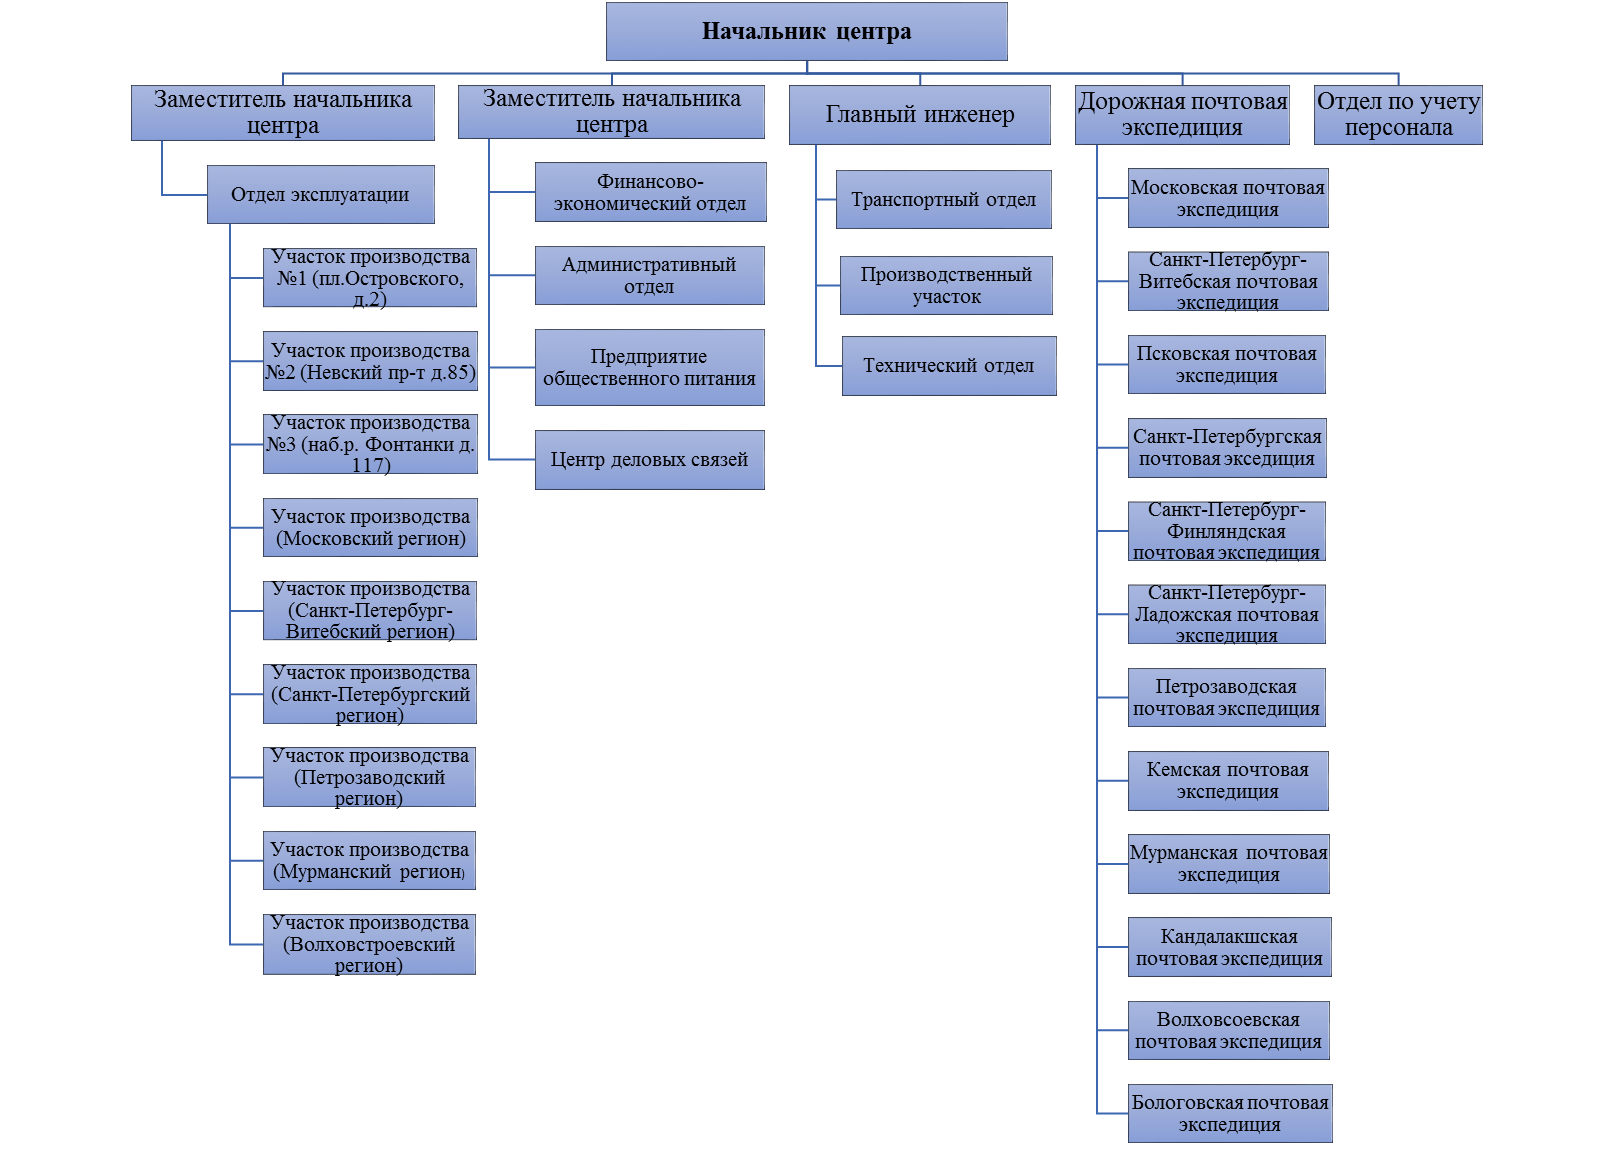 Начальник центра
Заместитель начальника
центра
Отдел эксплуатации
Участок производства
№1 (пл.Островского,
д.2)
Участок производства
№2 (Невский пр-т д.85)
Участок производства
№3 (наб.р. Фонтанки д.
117)
Участок производства
(Московский регион)
Участок производства
(Санкт-Петербург-
Витебский регион)
Участок производства
(Санкт-Петербургский
регион)
Участок производства
(Петрозаводский
регион)
Участок производства
(Мурманский регион)
Участок производства
(Волховстроевский
регион)
Заместитель начальника
центра
Финансово-
экономический отдел
Административный
отдел
Предприятие
общественного питания
Центр деловых связей
Главный инженер
Транспортный отдел
Производственный
участок
Технический отдел
Дорожная почтовая
экспедиция
Московская почтовая
экспедиция
Санкт-Петербург-
Витебская почтовая
экспедиция
Псковская почтовая
экспедиция
Санкт-Петербургская
почтовая экседиция
Санкт-Петербург-
Финляндская
почтовая экспедиция
Санкт-Петербург-
Ладожская почтовая
экспедиция
Петрозаводская
почтовая экспедиция
Кемская почтовая
экспедиция
Мурманская почтовая
экспедиция
Кандалакшская
почтовая экспедиция
Волховсоевская
почтовая экспедиция
Бологовская почтовая
экспедиция
Отдел по учету
персонала